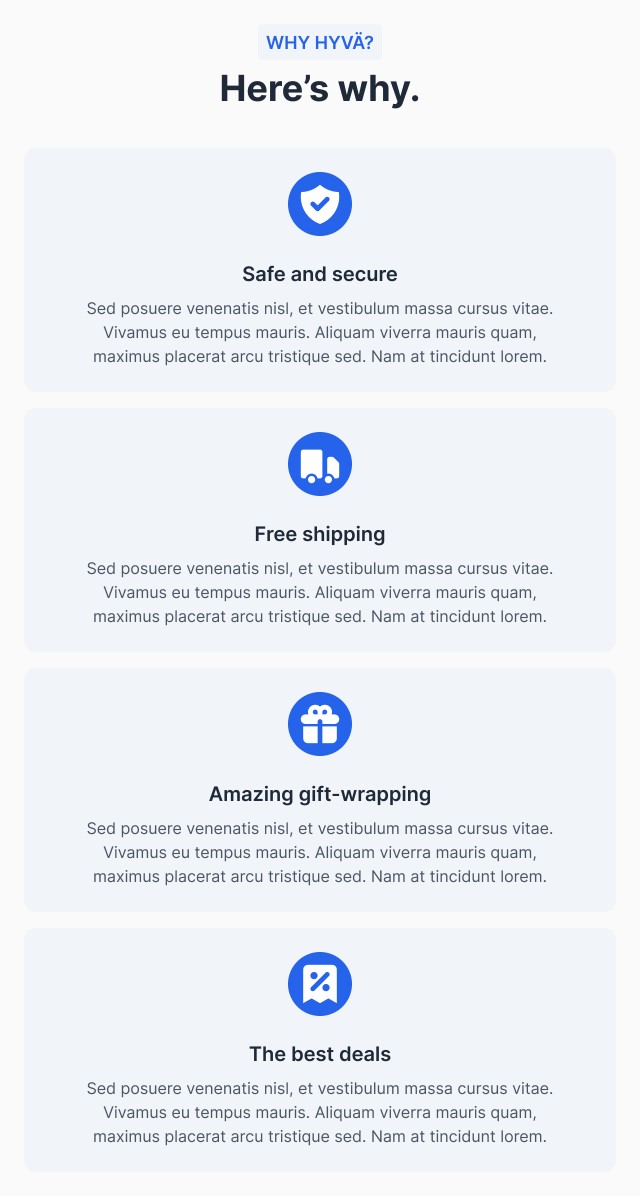 WHY HYVÄ?
Here’s why.
Safe and secure
Sed posuere venenatis nisl, et vestibulum massa cursus vitae.
Vivamus eu tempus mauris. Aliquam viverra mauris quam,
maximus placerat arcu tristique sed. Nam at tincidunt lorem.
Free shipping
Sed posuere venenatis nisl, et vestibulum massa cursus vitae.
Vivamus eu tempus mauris. Aliquam viverra mauris quam,
maximus placerat arcu tristique sed. Nam at tincidunt lorem.
Amazing gift-wrapping
Sed posuere venenatis nisl, et vestibulum massa cursus vitae.
Vivamus eu tempus mauris. Aliquam viverra mauris quam,
maximus placerat arcu tristique sed. Nam at tincidunt lorem.
The best deals
Sed posuere venenatis nisl, et vestibulum massa cursus vitae.
Vivamus eu tempus mauris. Aliquam viverra mauris quam,
maximus placerat arcu tristique sed. Nam at tincidunt lorem.